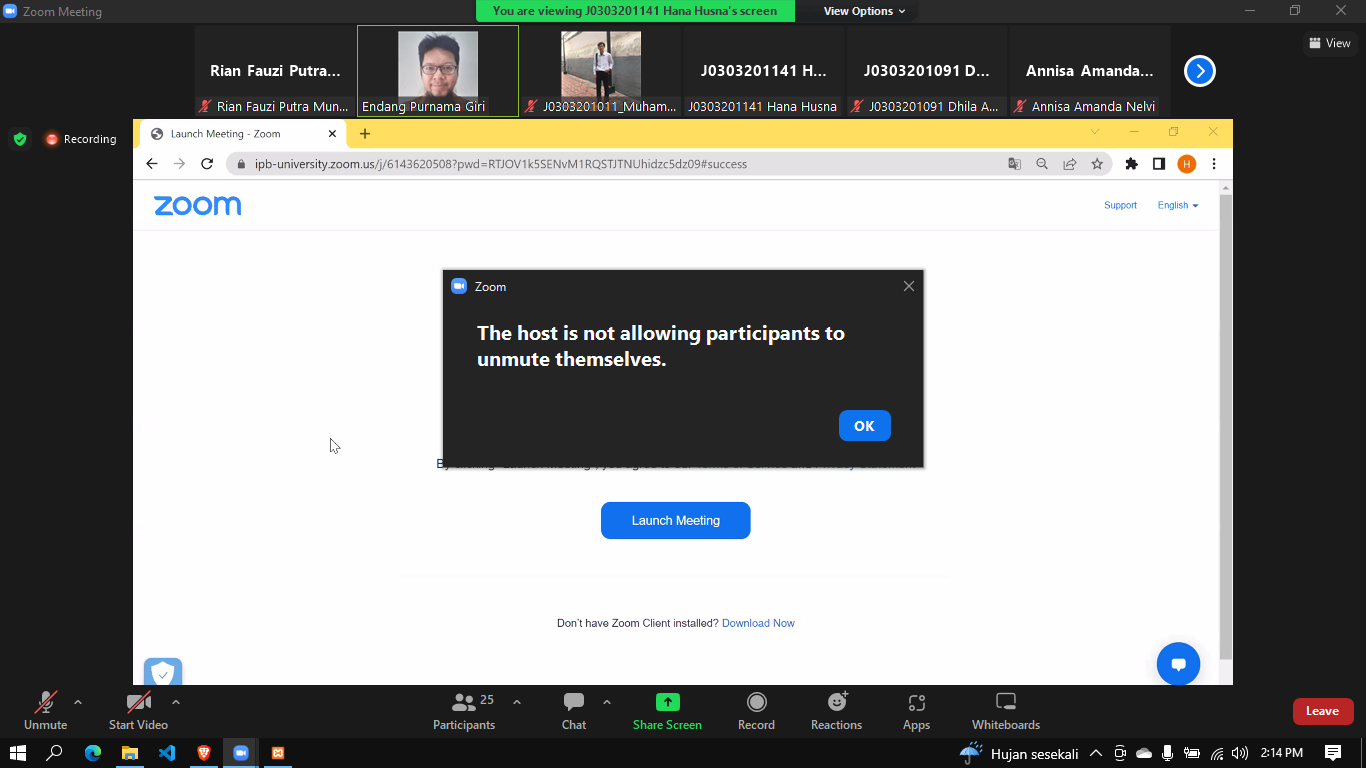 Zoom Meeting
You are viewing J0303201141 Hana Husna's screen
View Options
View
Rian Fauzi Putra...
J0303201141 H...
J0303201091 D...
Annisa Amanda...
Rian Fauzi Putra Mun...
Endang Purnama Giri
J0303201011_Muham...
J0303201141 Hana Husna
J0303201091 Dhila A...
Annisa Amanda Nelvi
Recording
Launch Meeting - Zoom
ipb-university.zoom.us/j/6143620508?pwd=RTJOV1k5SENvM1RQSTJTNUhidzc5dz09#success
H
zoom
Support
English
Zoom
The host is not allowing participants to
unmute themselves.
OK
Launch Meeting
Don't have Zoom Client installed? Download Now
Unmute
Start Video
25
Participants
Chat
Share Screen
Record
Reactions
Apps
Whiteboards
Leave
Hujan sesekali
2:14 PM